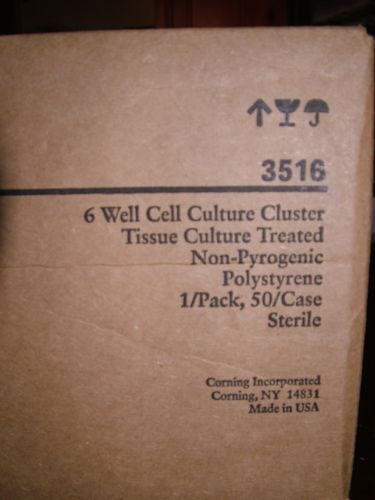 3516
6 Well Cell Culture Cluster
Tissue Culture Treated
Non-Pyrogenic
Polystyrene
1/Pack, 50/Case
Sterile
Corning Incorporated
Corning, NY 14831
Made in USA